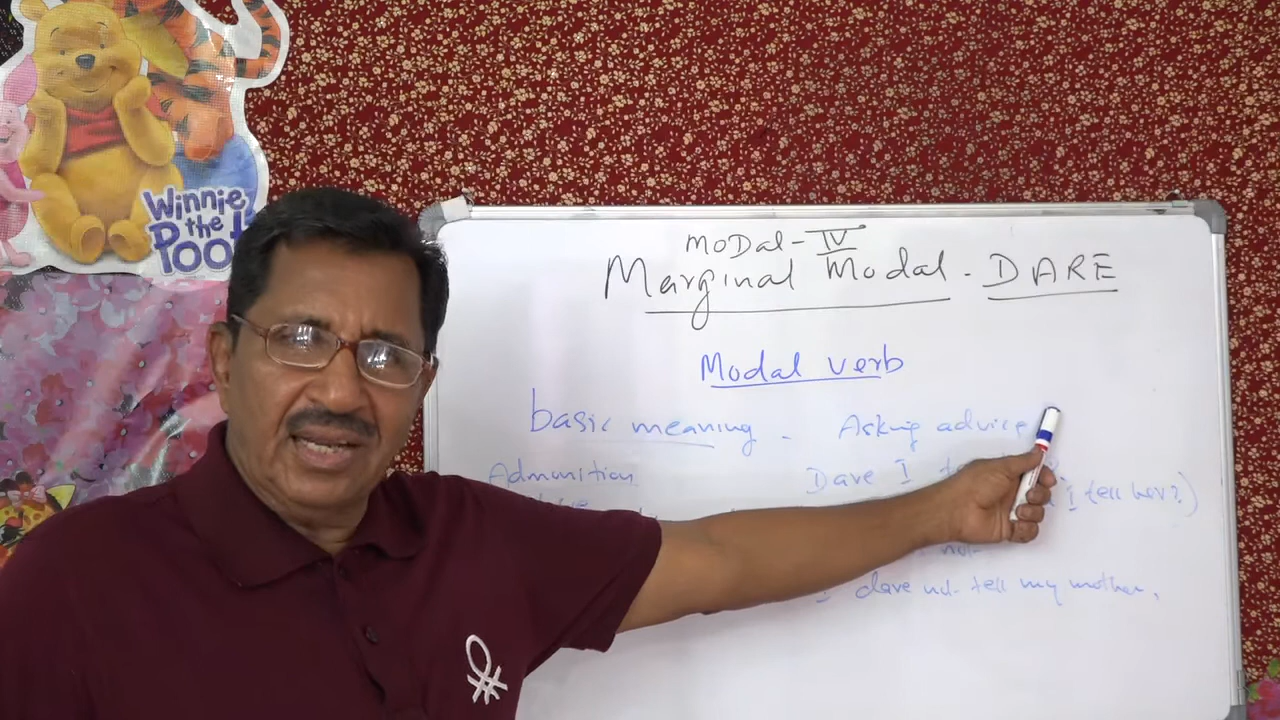 Winnie
the
Pooh
MoDal - IV
Marginal Modal - DARE
Modal verb
basic meaning - Asking advice
Admonition
Dare I
I tell her?)
not
I dare not tell my mother.